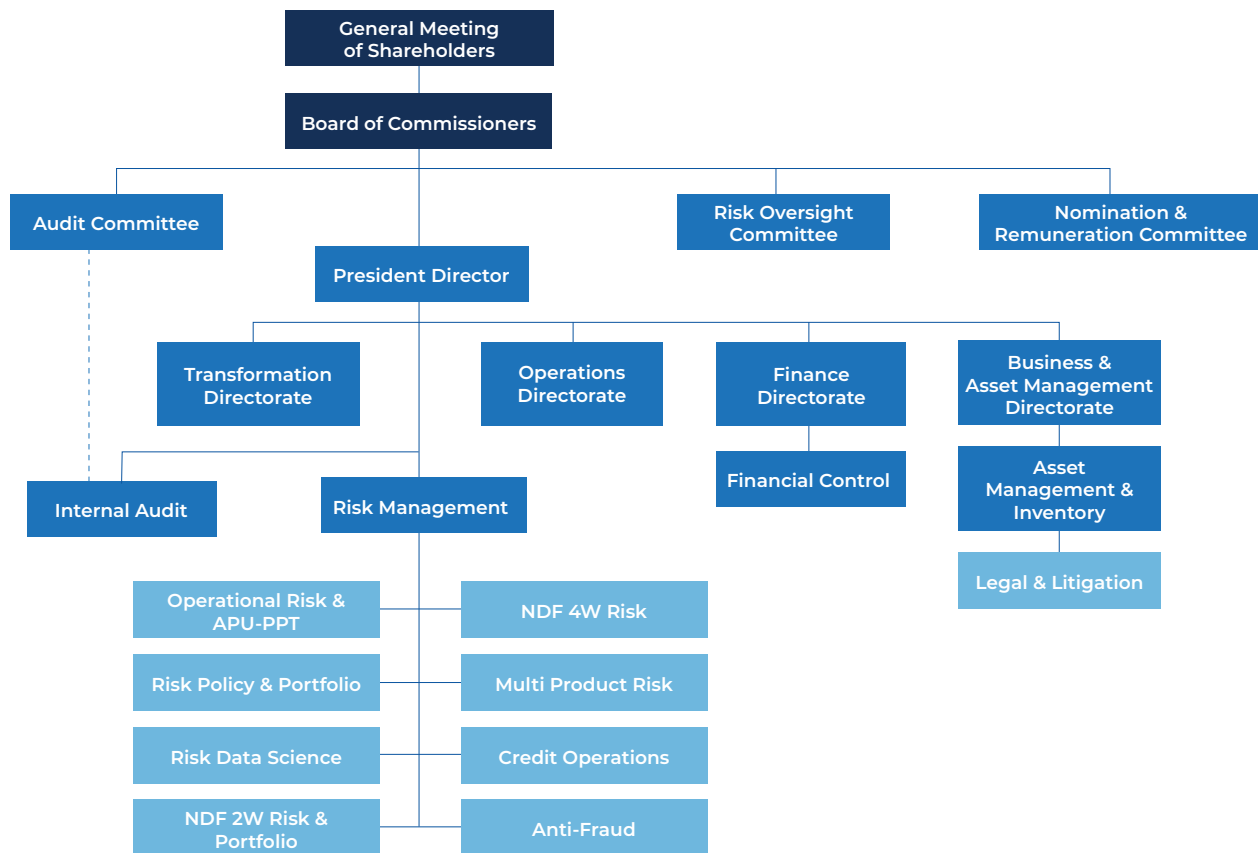 General Meeting
of Shareholders
Board of Commissioners
Audit Committee
Risk Oversight
Committee
Nomination &
Remuneration Committee
President Director
Transformation
Directorate
Operations
Directorate
Finance
Directorate
Business &
Asset Management
Directorate
Financial Control
Asset
Management &
Inventory
Internal Audit
Risk Management
Legal & Litigation
Operational Risk &
APU-PPT
NDF 4W Risk
Risk Policy & Portfolio
Multi Product Risk
Risk Data Science
Credit Operations
NDF 2W Risk &
Portfolio
Anti-Fraud